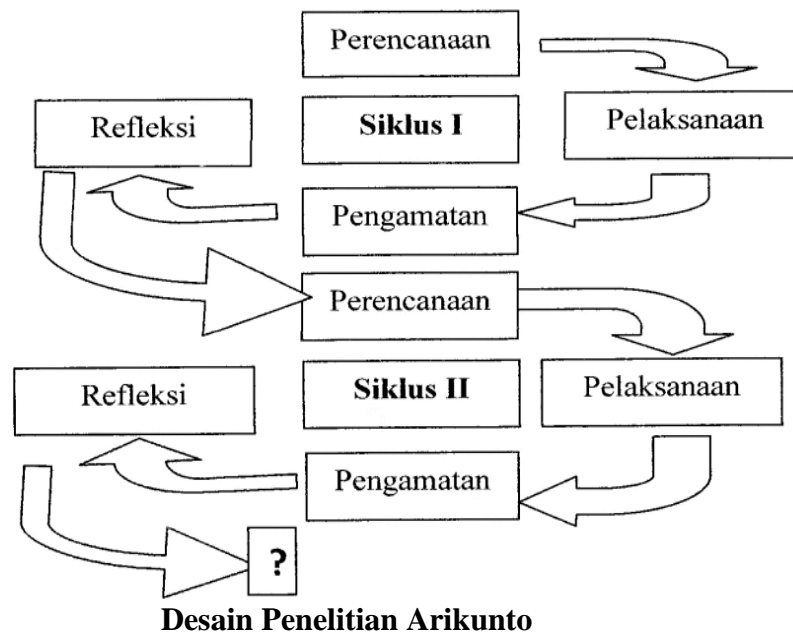 Perencanaan
Refleksi
Siklus I
Pelaksanaan
Pengamatan
Perencanaan
Refleksi
Siklus II
Pelaksanaan
Pengamatan
?
Desain Penelitian Arikunto